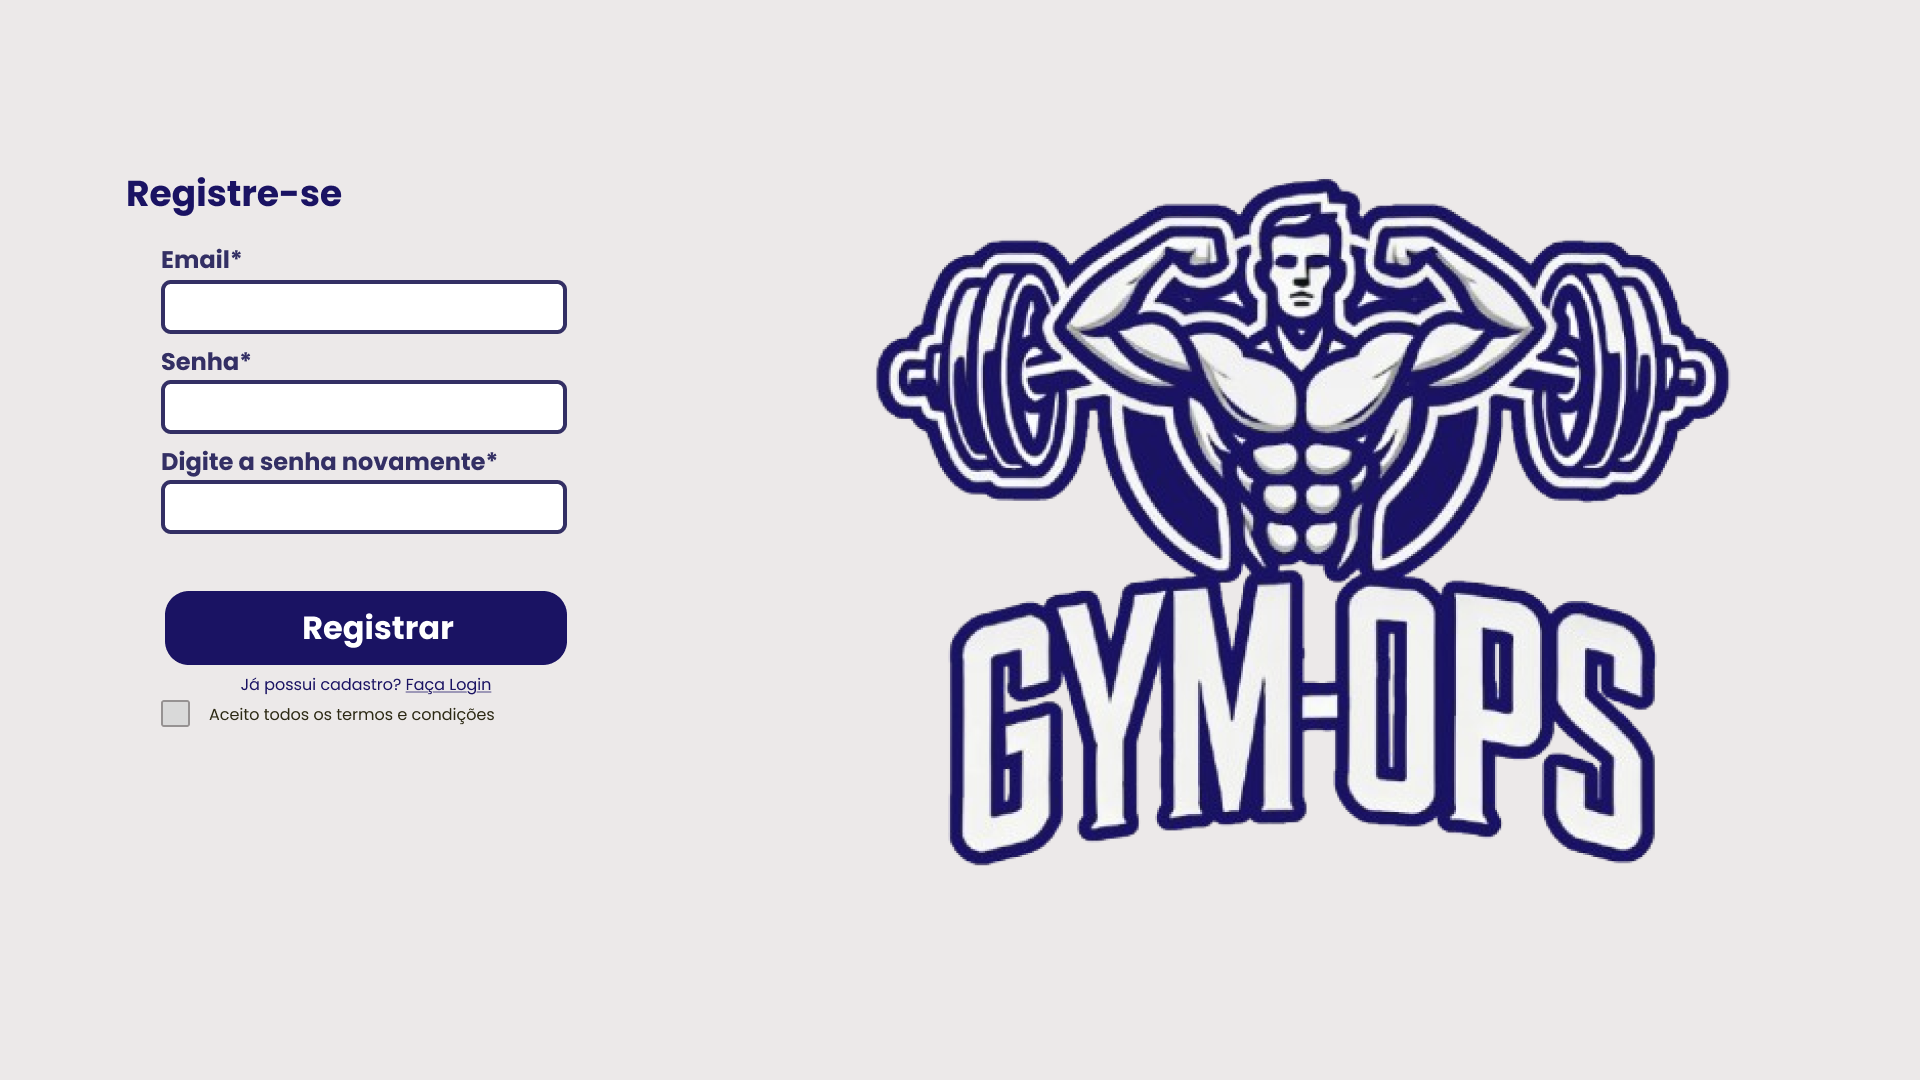 Registre-se
Email*
Senha*
Digite a senha novamente*
Registrar
Já possui cadastro? Faça Login
Aceito todos os termos e condições
GYM-OPS